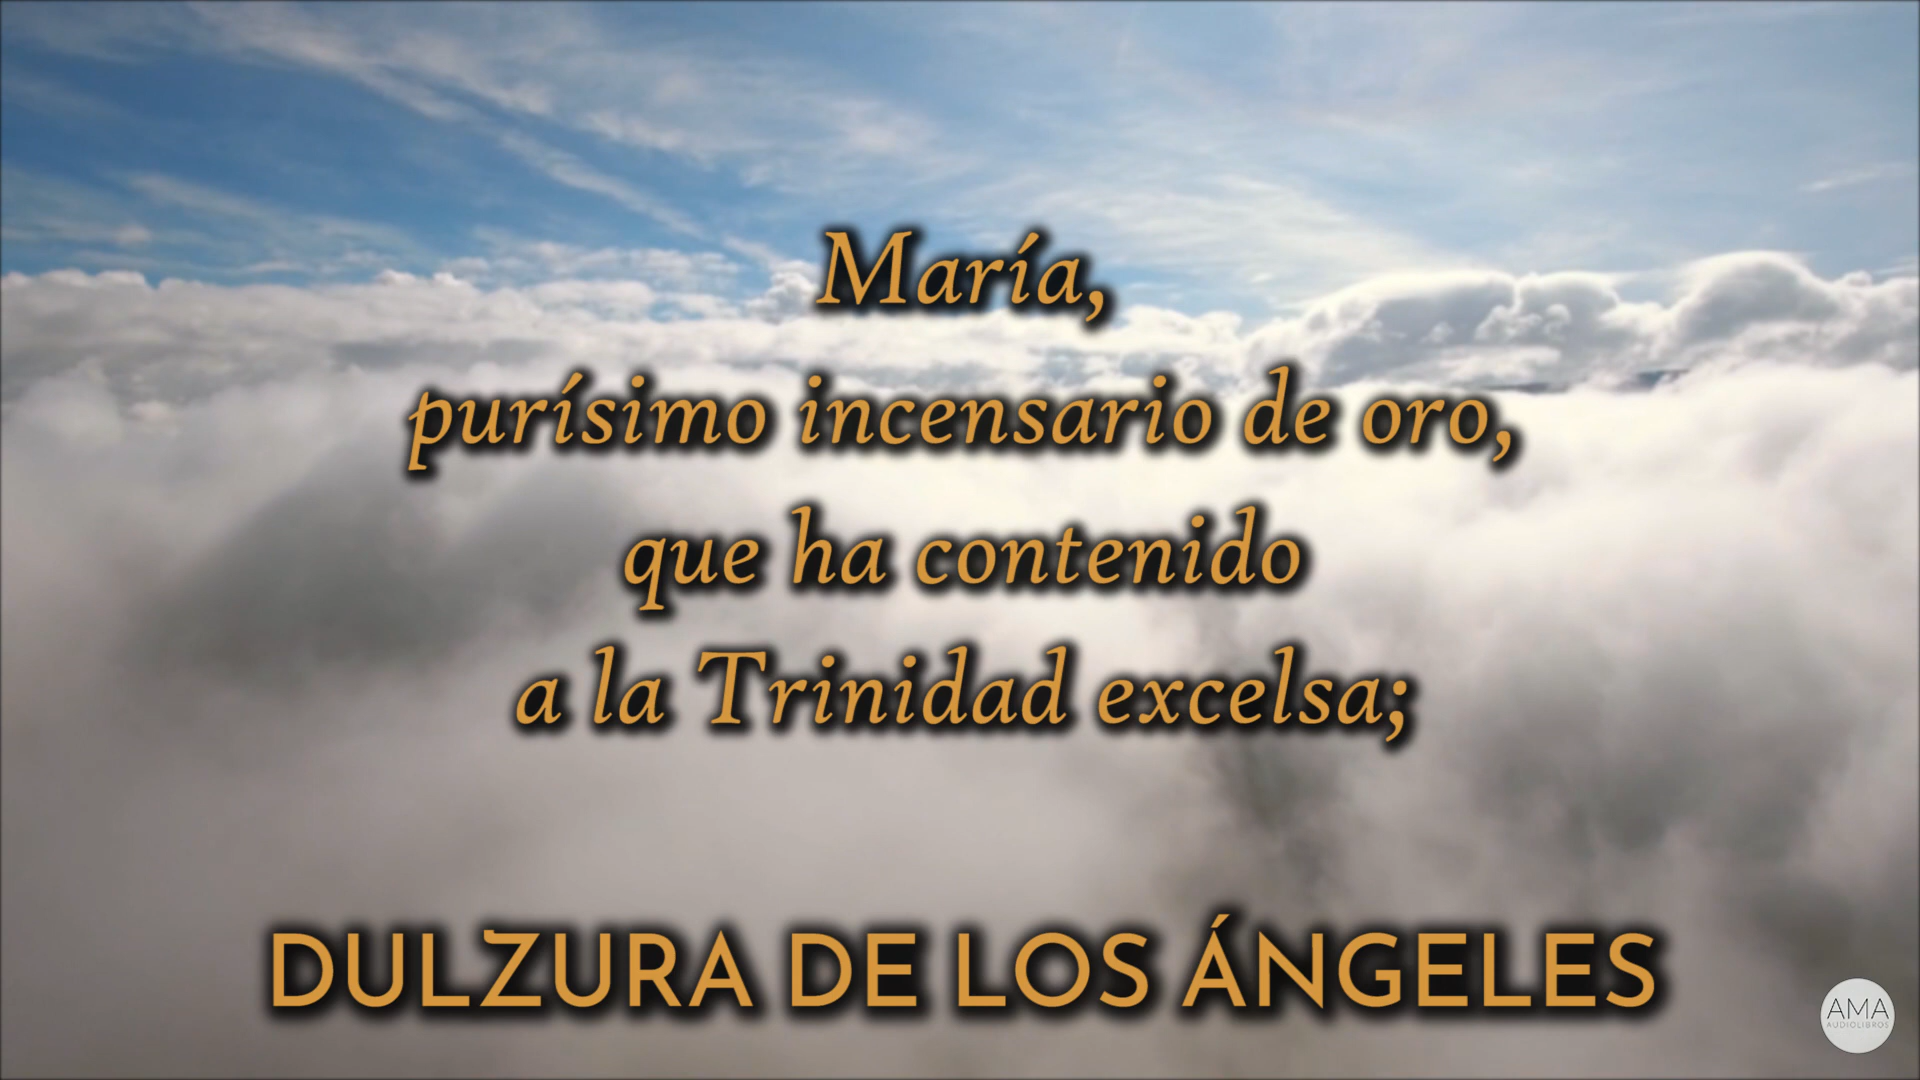 María,
purísimo incensario de oro,
que ha contenido
a la Trinidad excelsa;
DULZURA DE LOS ÁNGELES
AMA
AUDIOLIBROS